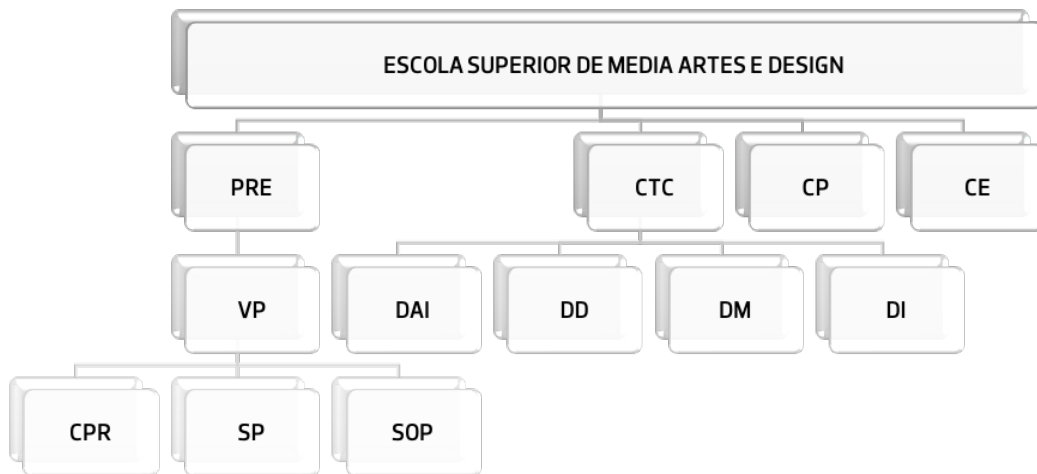 ESCOLA SUPERIOR DE MEDIA ARTES E DESIGN
PRE
CTC
CP
CE
VP
DAI
DD
DM
DI
CPR
SP
SOP